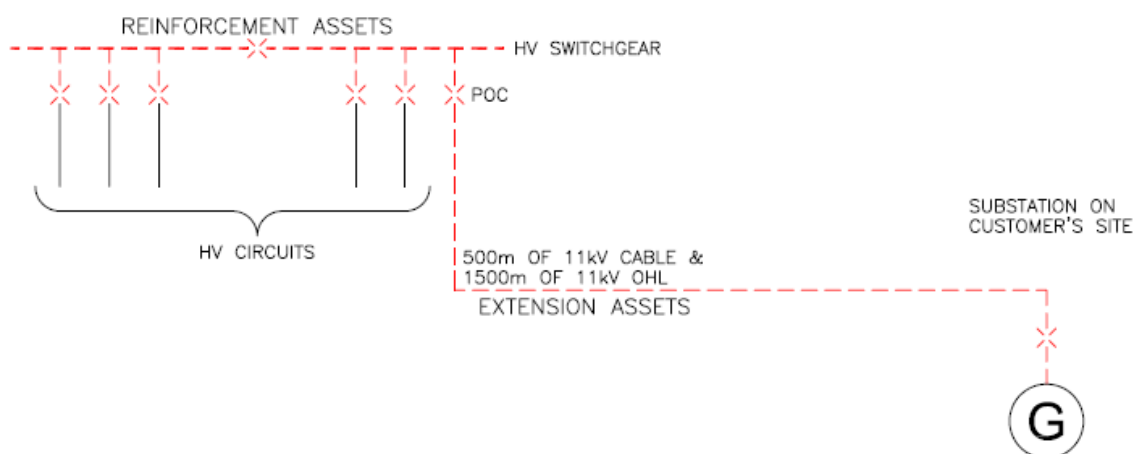 REINFORCEMENT ASSETS
HV SWITCHGEAR
POC
HV CIRCUITS
SUBSTATION ON
CUSTOMER'S SITE
500m OF 11kV CABLE &
1500m OF 11kV OHL
EXTENSION ASSETS
G